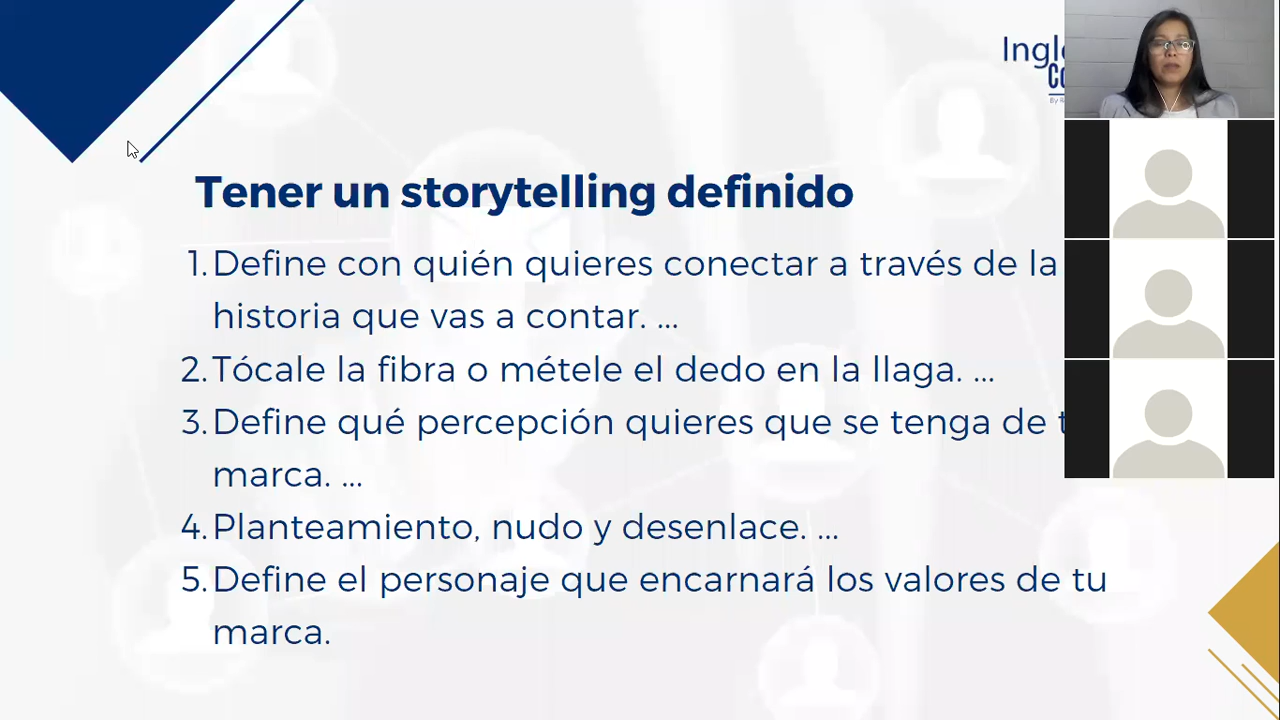 Tener un storytelling definido
1. Define con quién quieres conectar a través de la
historia que vas a contar. ...
2. Tócale la fibra o métele el dedo en la llaga. ...
3. Define qué percepción quieres que se tenga de
marca. ...
4. Planteamiento, nudo y desenlace. ...
5. Define el personaje que encarnará los valores de tu
marca.